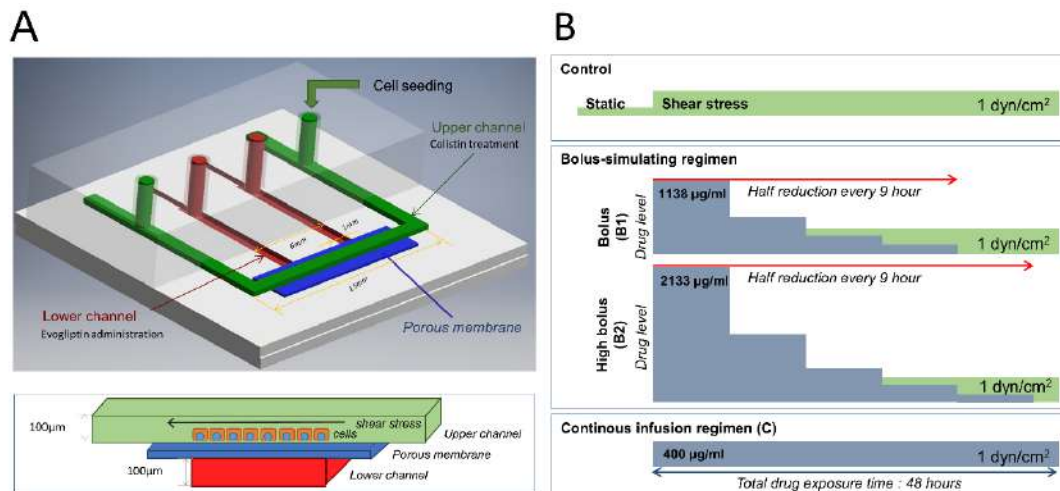 A
Cell seeding
Upper channel
Colistin treatment
6mm
1mm
15mm
Lower channel
Evogliptin administration
Porous membrane
100μm
shear stress
cells
Upper channel
Porous membrane
100μm
Lower channel
B
Control
Static
Shear stress
1 dyn/cm²
Bolus-simulating regimen
Bolus
(B1)
Drug level
1138 μg/ml
Half reduction every 9 hour
1 dyn/cm²
High bolus
(B2)
Drug level
2133 μg/ml
Half reduction every 9 hour
1 dyn/cm²
Continous infusion regimen (C)
400 μg/ml
1 dyn/cm²
Total drug exposure time : 48 hours